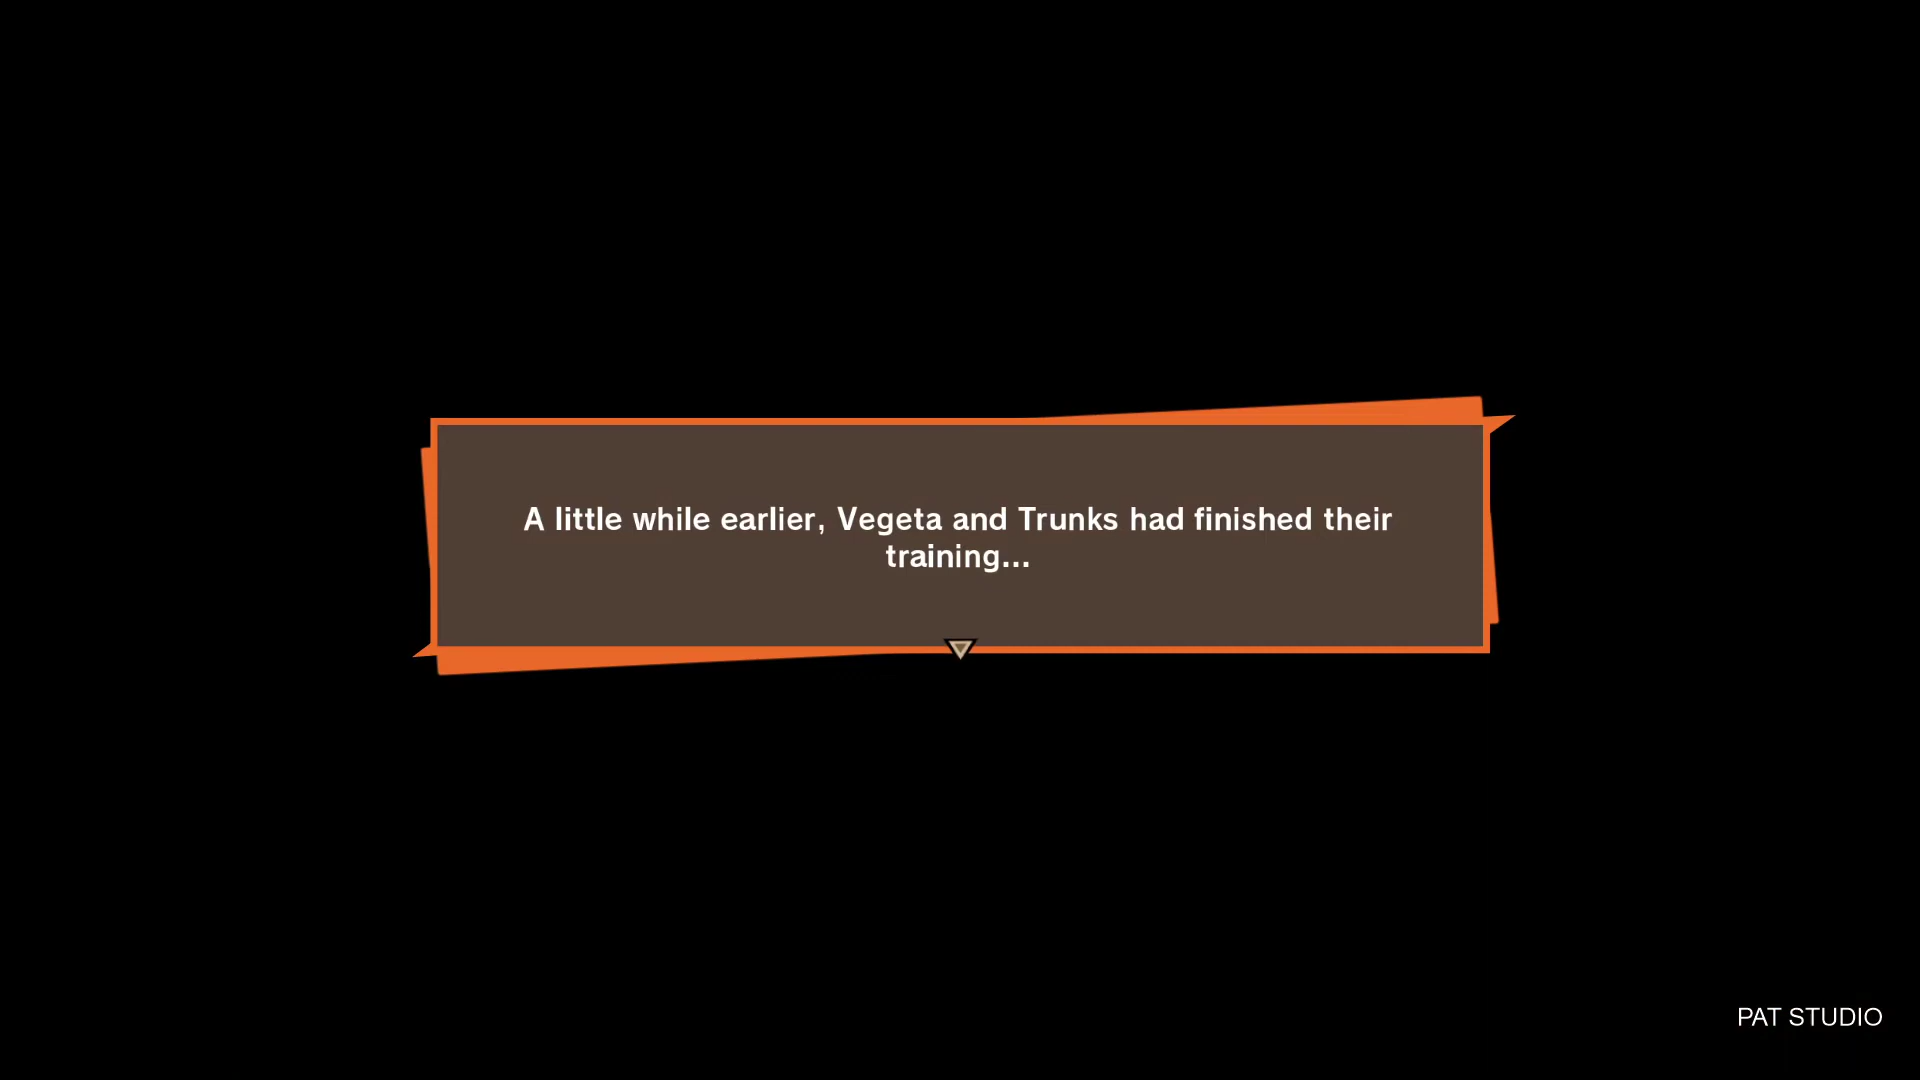 A little while earlier, Vegeta and Trunks had finished their
training...
PAT STUDIO